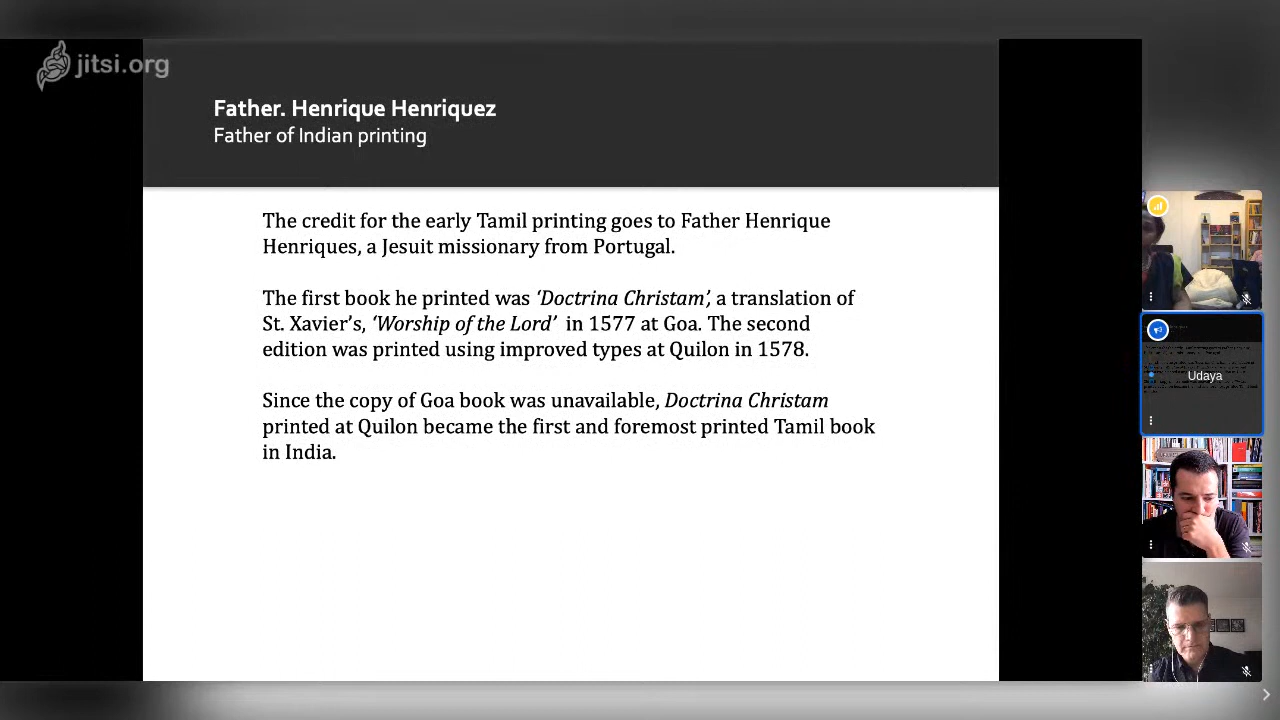 jitsi.org
Father. Henrique Henriquez
Father of Indian printing
The credit for the early Tamil printing goes to Father Henrique
Henriques, a Jesuit missionary from Portugal.
The first book he printed was ‘Doctrina Christam’, a translation of
St. Xavier’s, ‘Worship of the Lord’ in 1577 at Goa. The second
edition was printed using improved types at Quilon in 1578.
Since the copy of Goa book was unavailable, Doctrina Christam
printed at Quilon became the first and foremost printed Tamil book
in India.
Udaya